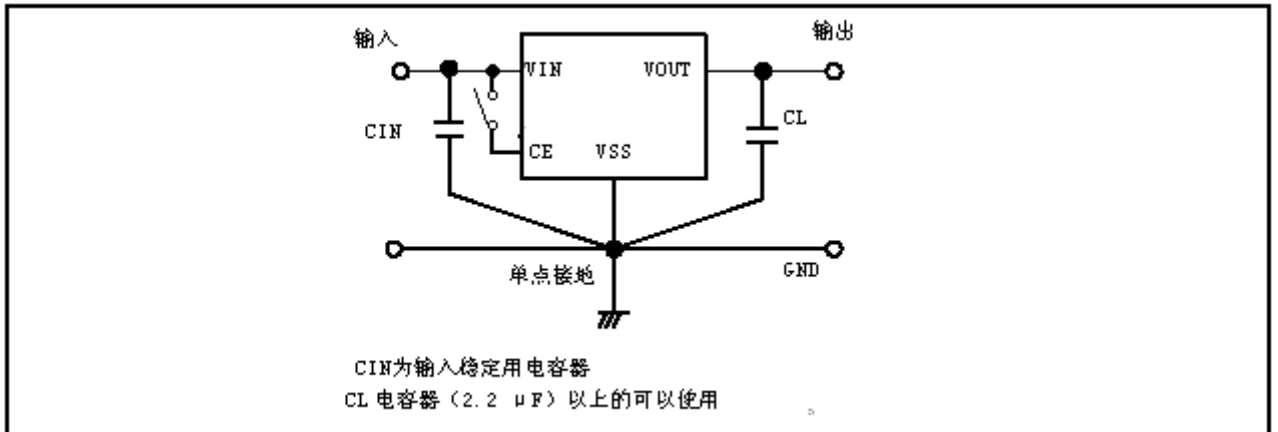 输入
输出
VIN
VOUT
CIN
CL
CE
VSS
单点接地
GND
CIN为输入稳定用电容器
CL 电容器（2.2 μF）以上的可以使用